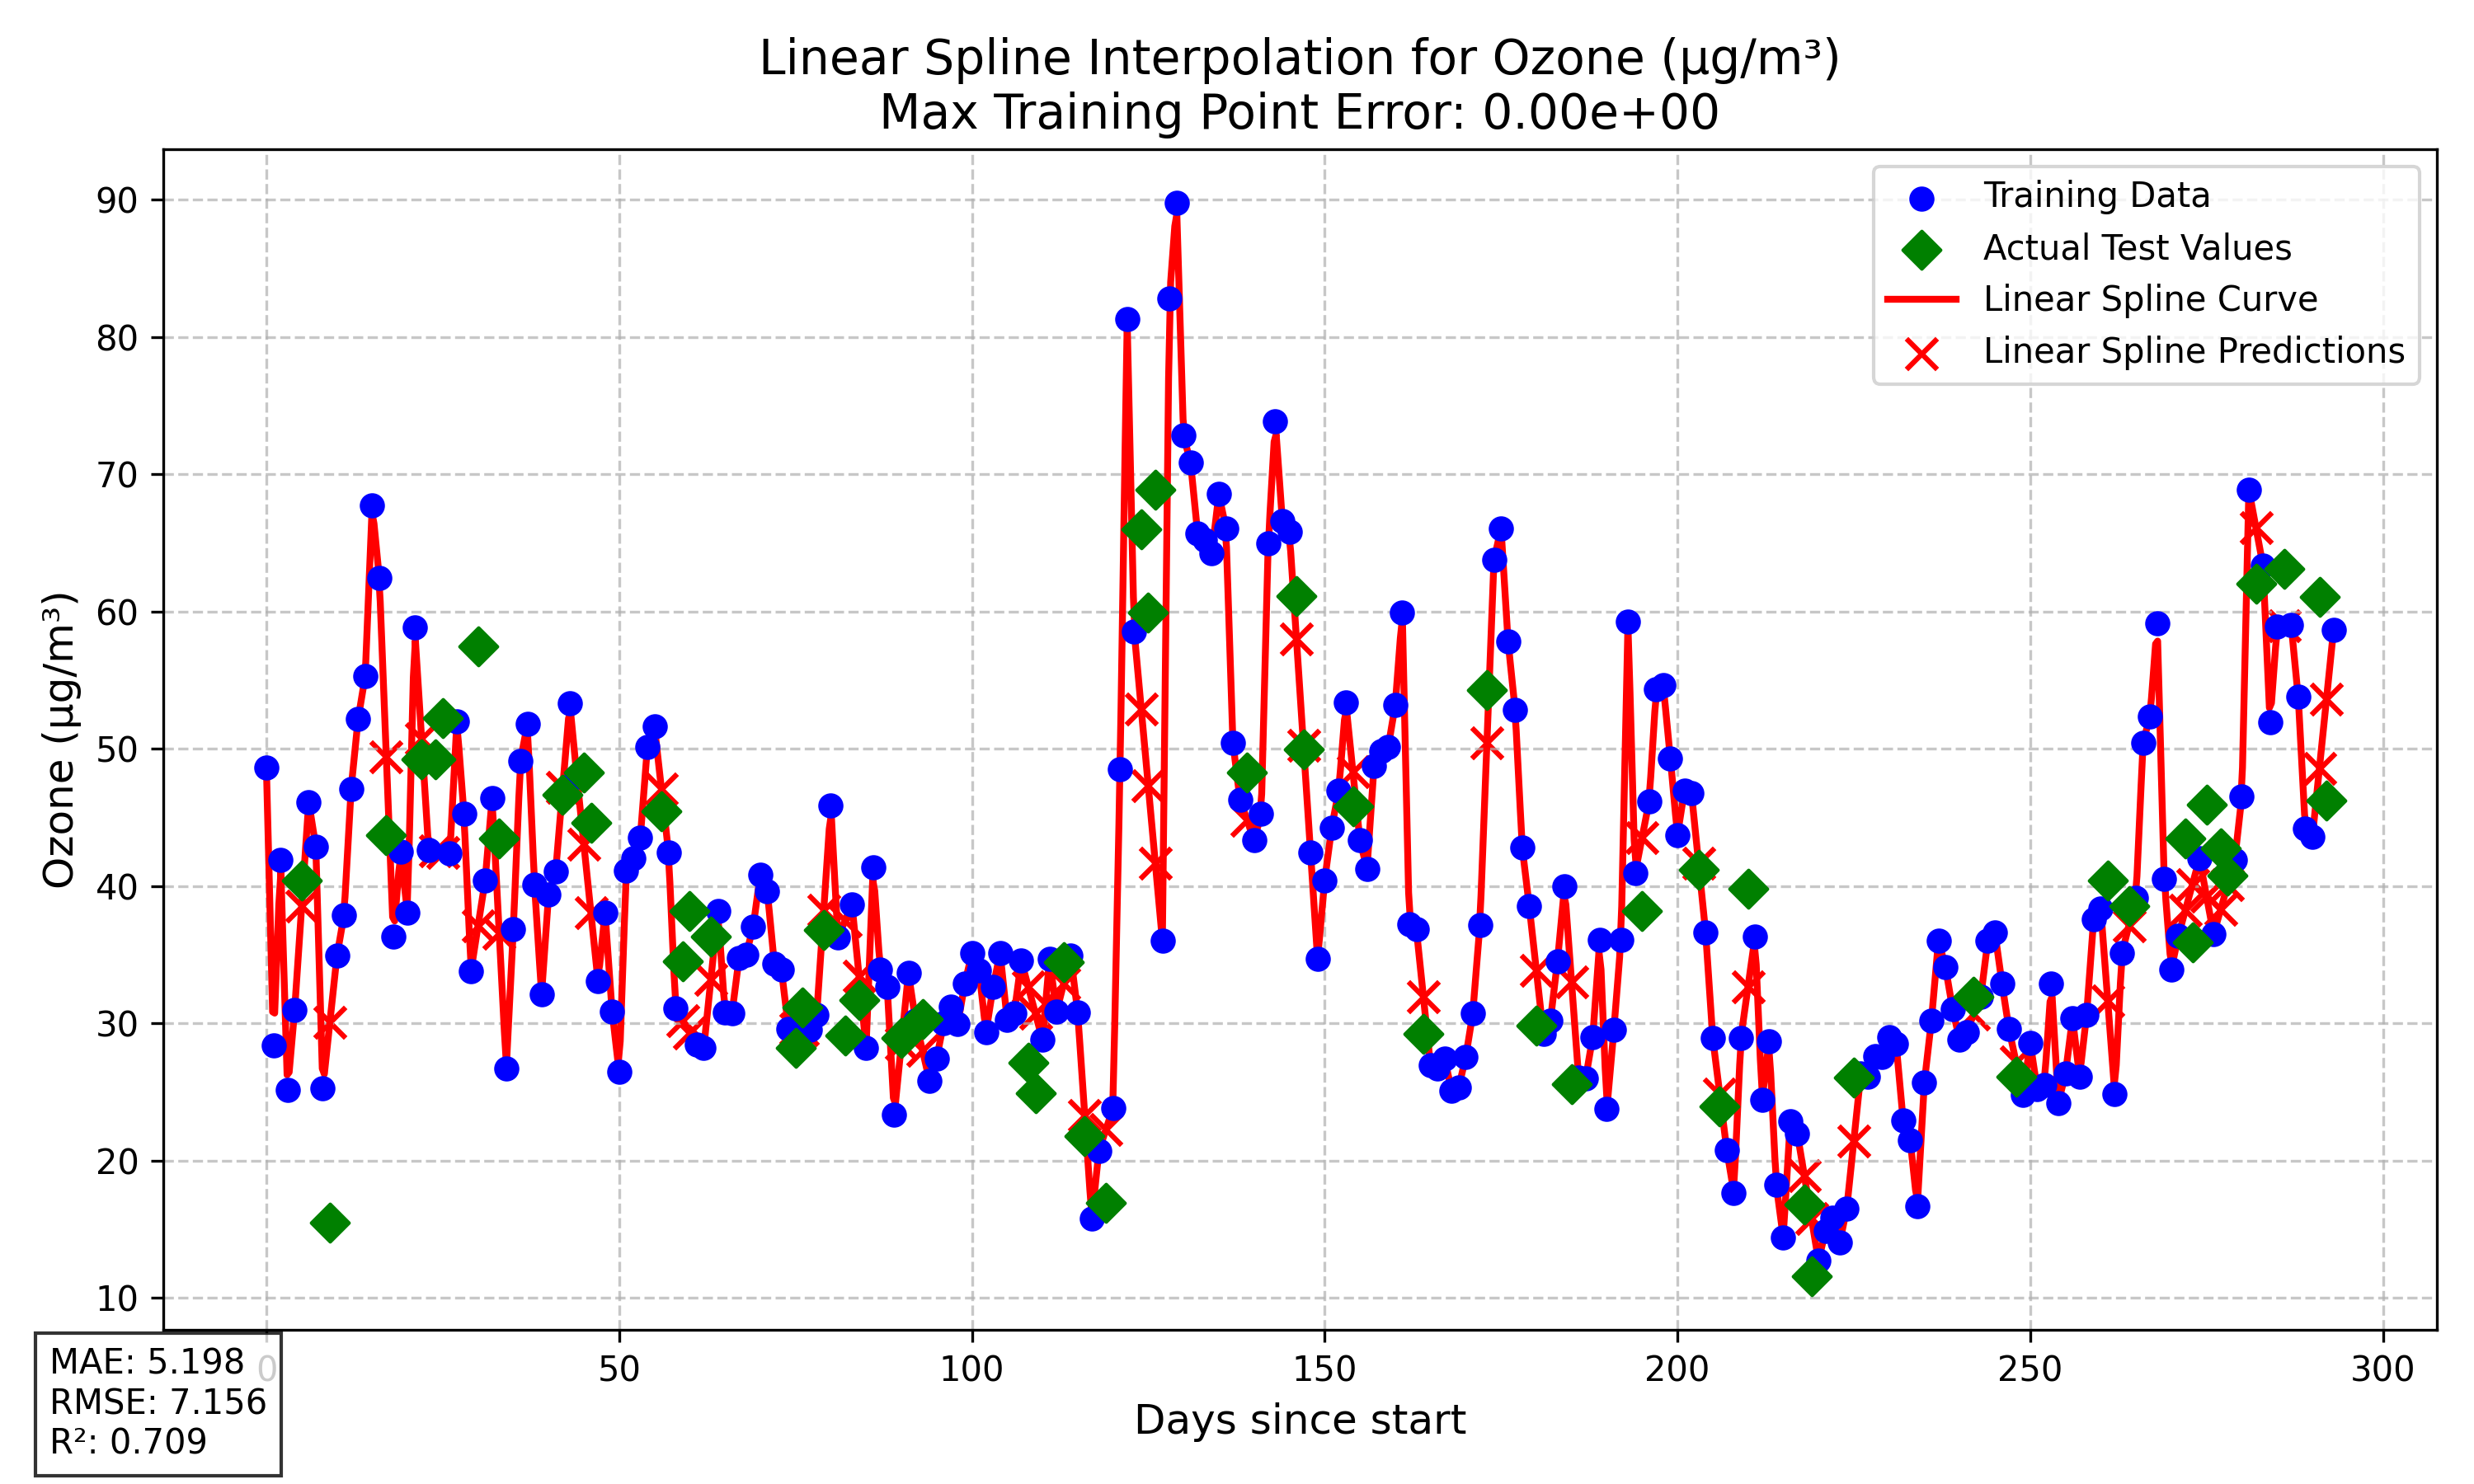 Linear Spline Interpolation for Ozone (µg/m³)
Max Training Point Error: 0.00e+00
Training Data
Actual Test Values
Linear Spline Curve
Linear Spline Predictions
Ozone (µg/m³)
90
80
70
60
50
40
30
20
10
0
50
100
150
200
250
300
Days since start
MAE: 5.198
RMSE: 7.156
R²: 0.709